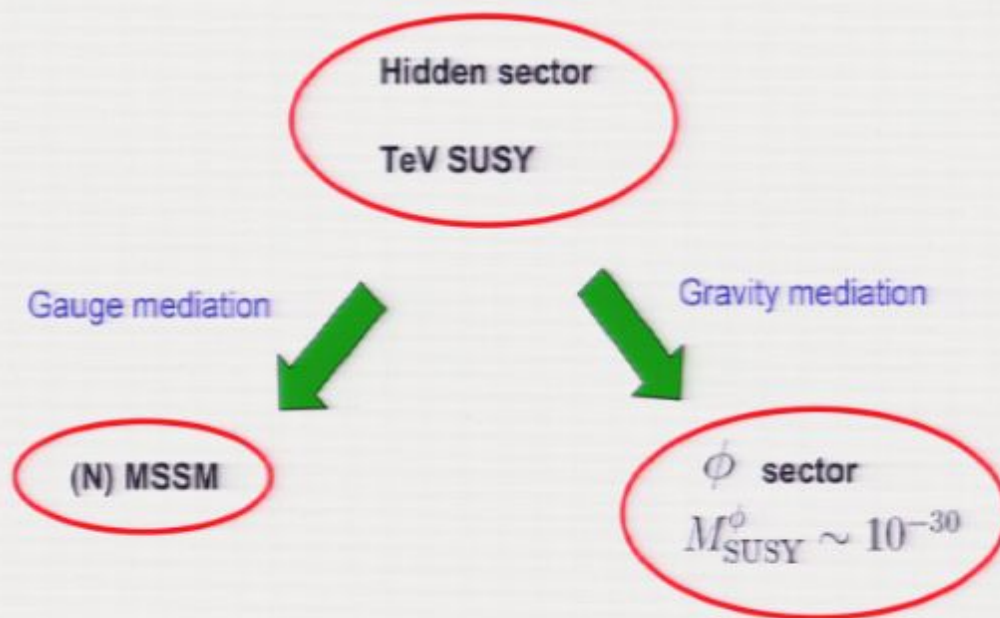 Hidden sector
TeV SUSY
Gauge mediation
Gravity mediation
(N) MSSM
ϕ sector
M^ϕ_SUSY ∼ 10^−30